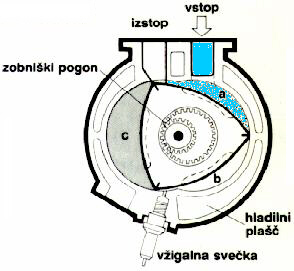 vstop
izstop
zobniški pogon
a
c
b
hladilni
plašč
vžigalna svečka